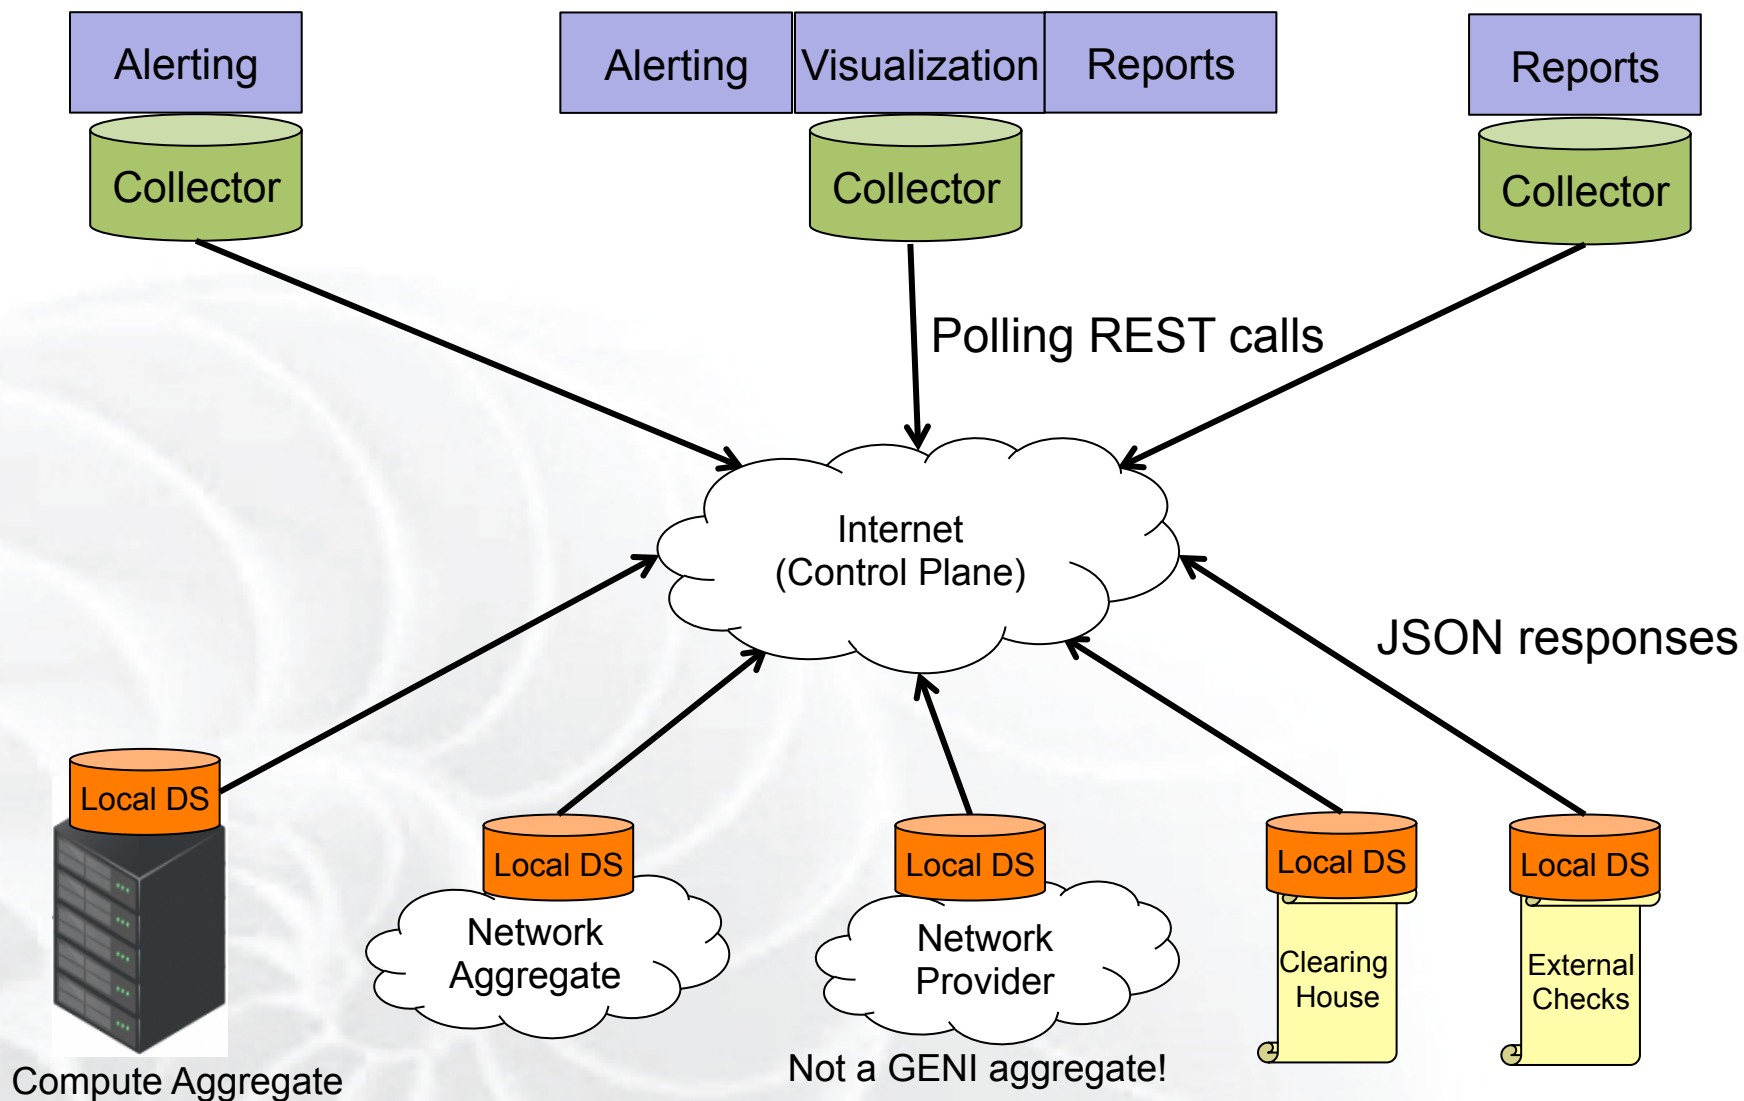 Alerting
Alerting
Visualization
Reports
Reports
Collector
Collector
Collector
Polling REST calls
Internet
(Control Plane)
JSON responses
Local DS
Local DS
Local DS
Local DS
Local DS
Network
Aggregate
Network
Provider
Clearing
House
External
Checks
Not a GENI aggregate!
Compute Aggregate